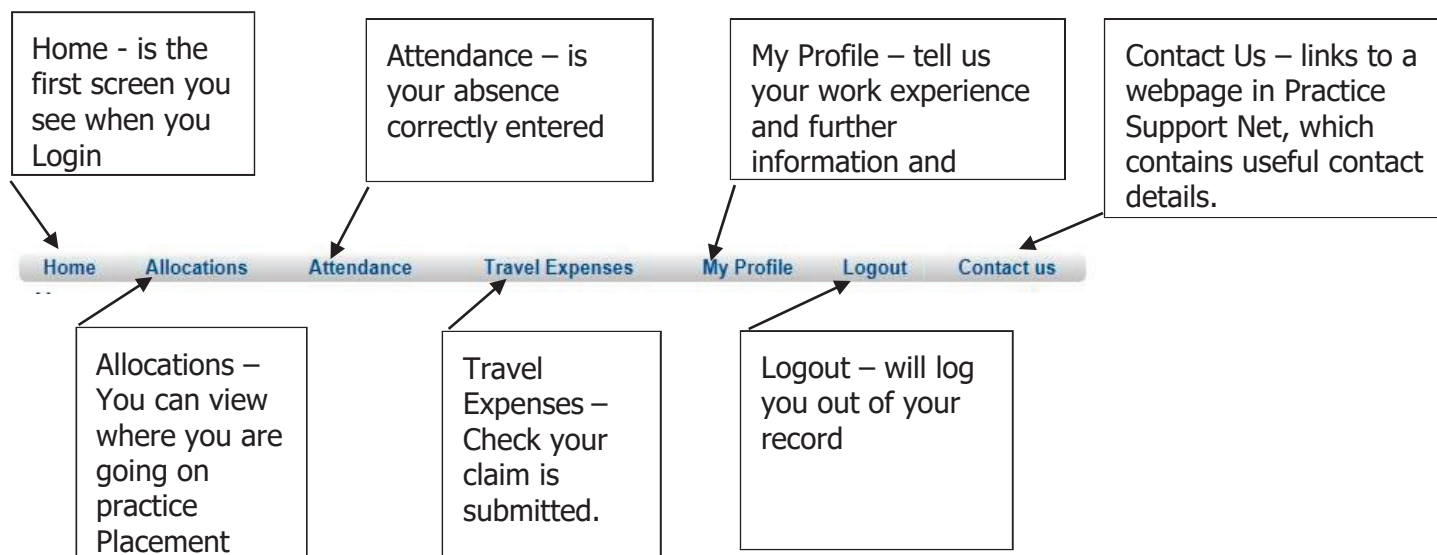 Home - is the
first screen you
see when you
Login
Attendance – is
your absence
correctly entered
My Profile – tell us
your work experience
and further
information and
Contact Us – links to a
webpage in Practice
Support Net, which
contains useful contact
details.
Home Allocations Attendance Travel Expenses My Profile Logout Contact us
Allocations –
You can view
where you are
going on
practice
Placement
Travel
Expenses –
Check your
claim is
submitted.
Logout – will log
you out of your
record